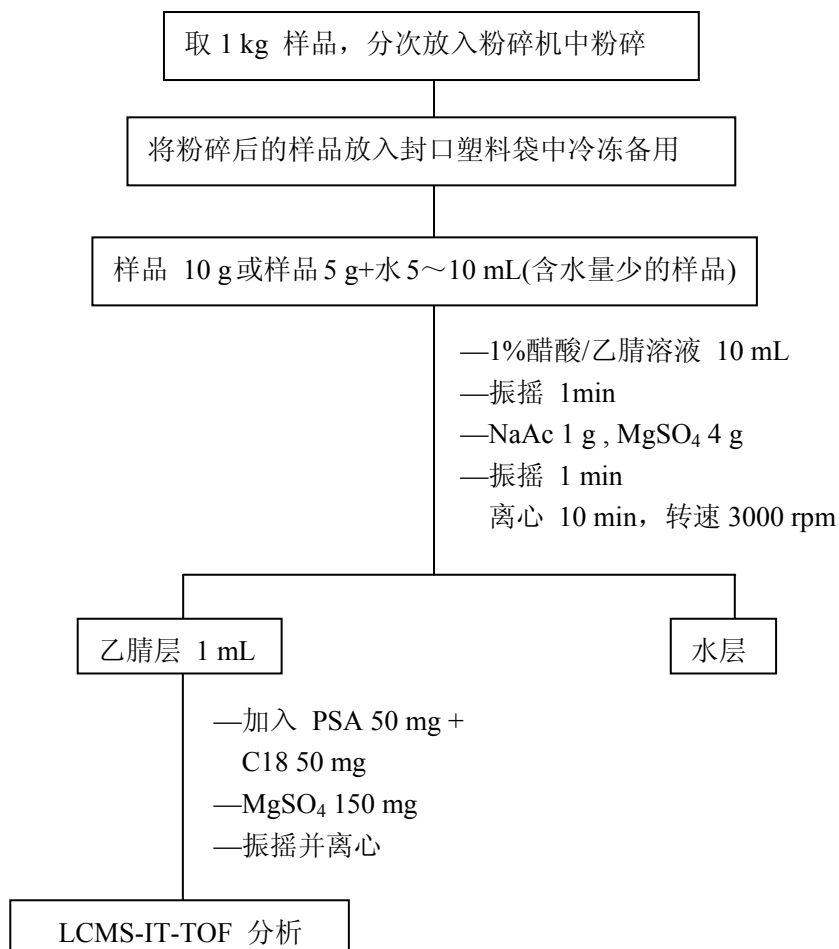 取 1 kg 样品，分次放入粉碎机中粉碎
将粉碎后的样品放入封口塑料袋中冷冻备用
样品 10 g或样品 5 g+水 5～10 mL(含水量少的样品)
—1%醋酸/乙腈溶液 10 mL
—振摇 1min
—NaAc 1 g , MgSO₄ 4 g
—振摇 1 min
离心 10 min，转速 3000 rpm
乙腈层 1 mL
水层
—加入 PSA 50 mg +
C18 50 mg
—MgSO₄ 150 mg
—振摇并离心
LCMS-IT-TOF 分析